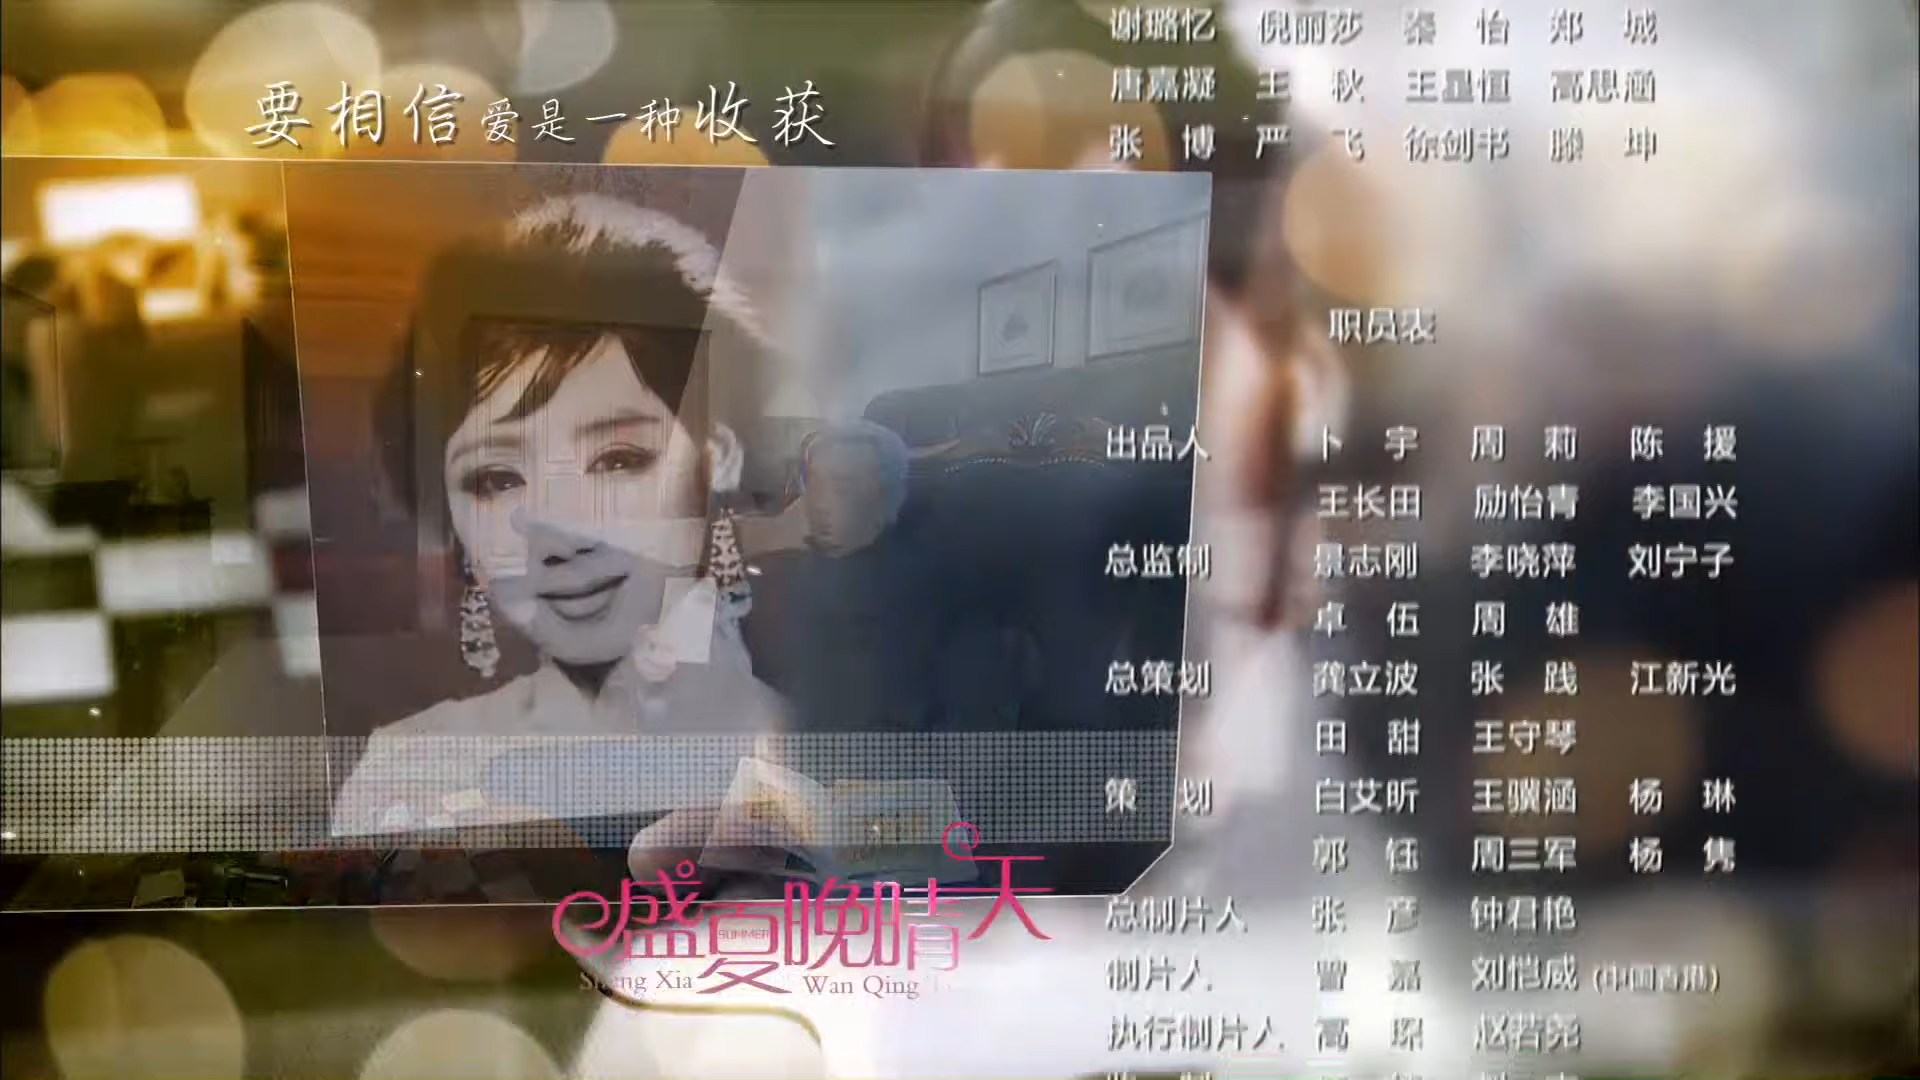 要相信爱是一种收获
谢璐忆 倪丽莎 秦 怡 郑 城
唐嘉凝 王 秋 王星恒 高思涵
张 博 严 飞 徐剑书 滕 坤
职员表
出品人 卜 宇 周 莉 陈 援
王长田 励怡青 李国兴
总监制 景志刚 李晓萍 刘宁子
卓 伍 周 雄
总策划 龚立波 张 践 江新光
田 甜 王守琴
策 划 白艾昕 王骥涵 杨 琳
郭 钰 周三军 杨 隽
总制片人 张 彦 钟君艳
制片人 曹 嘉 刘恺威 (中国香港)
执行制片人 高 琛 赵若尧
盛夏晚晴天
SUMMER
Sheng Xia Wan Qing